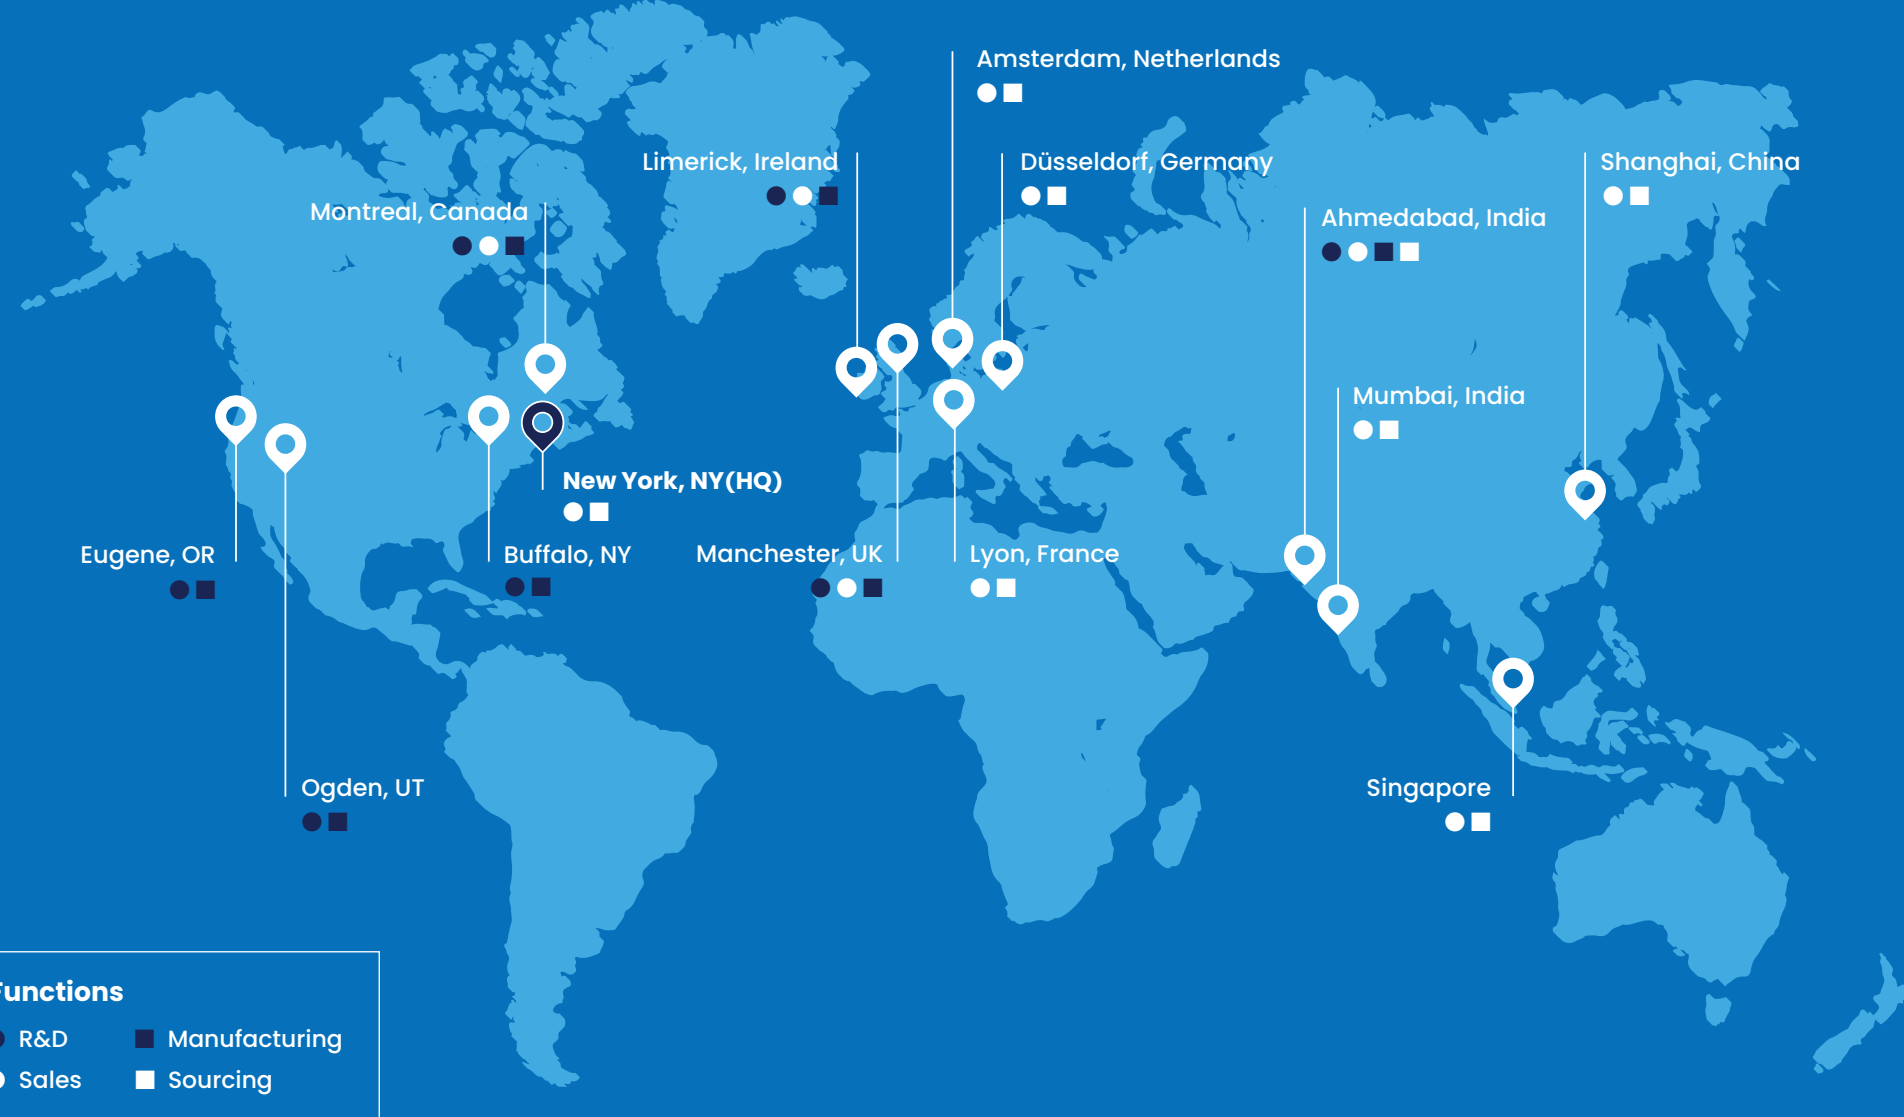 Amsterdam, Netherlands
Limerick, Ireland
Düsseldorf, Germany
Shanghai, China
Montreal, Canada
Ahmedabad, India
Mumbai, India
New York, NY(HQ)
Eugene, OR
Buffalo, NY
Manchester, UK
Lyon, France
Ogden, UT
Singapore
Functions
R&D
Manufacturing
Sales
Sourcing